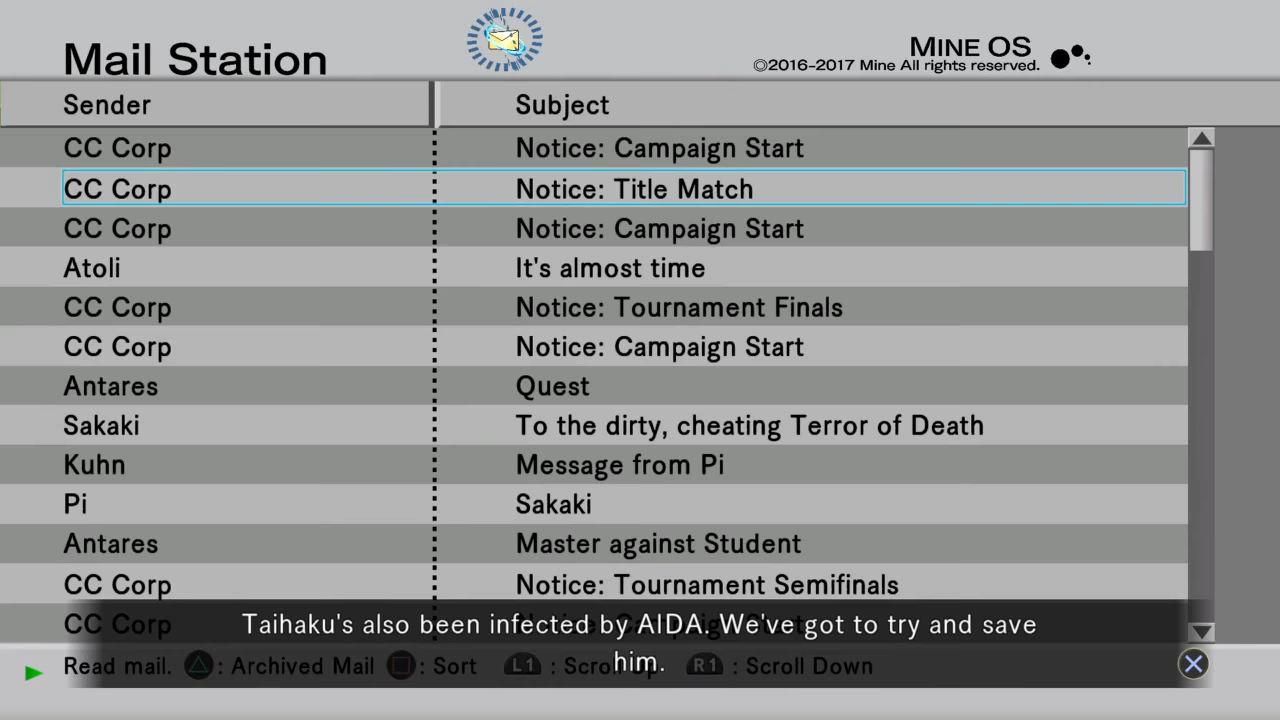 Mail Station
MINE OS
©2016-2017 Mine All rights reserved.
Sender Subject
CC Corp Notice: Campaign Start
CC Corp Notice: Title Match
CC Corp Notice: Campaign Start
Atoli It's almost time
CC Corp Notice: Tournament Finals
CC Corp Notice: Campaign Start
Antares Quest
Sakaki To the dirty, cheating Terror of Death
Kuhn Message from Pi
Pi Sakaki
Antares Master against Student
CC Corp Notice: Tournament Semifinals
CC Corp
Taihaku's also been infected by AIDA. We've got to try and save
him.
Read mail. : Archived Mail : Sort L1 : Scroll Up R1 : Scroll Down